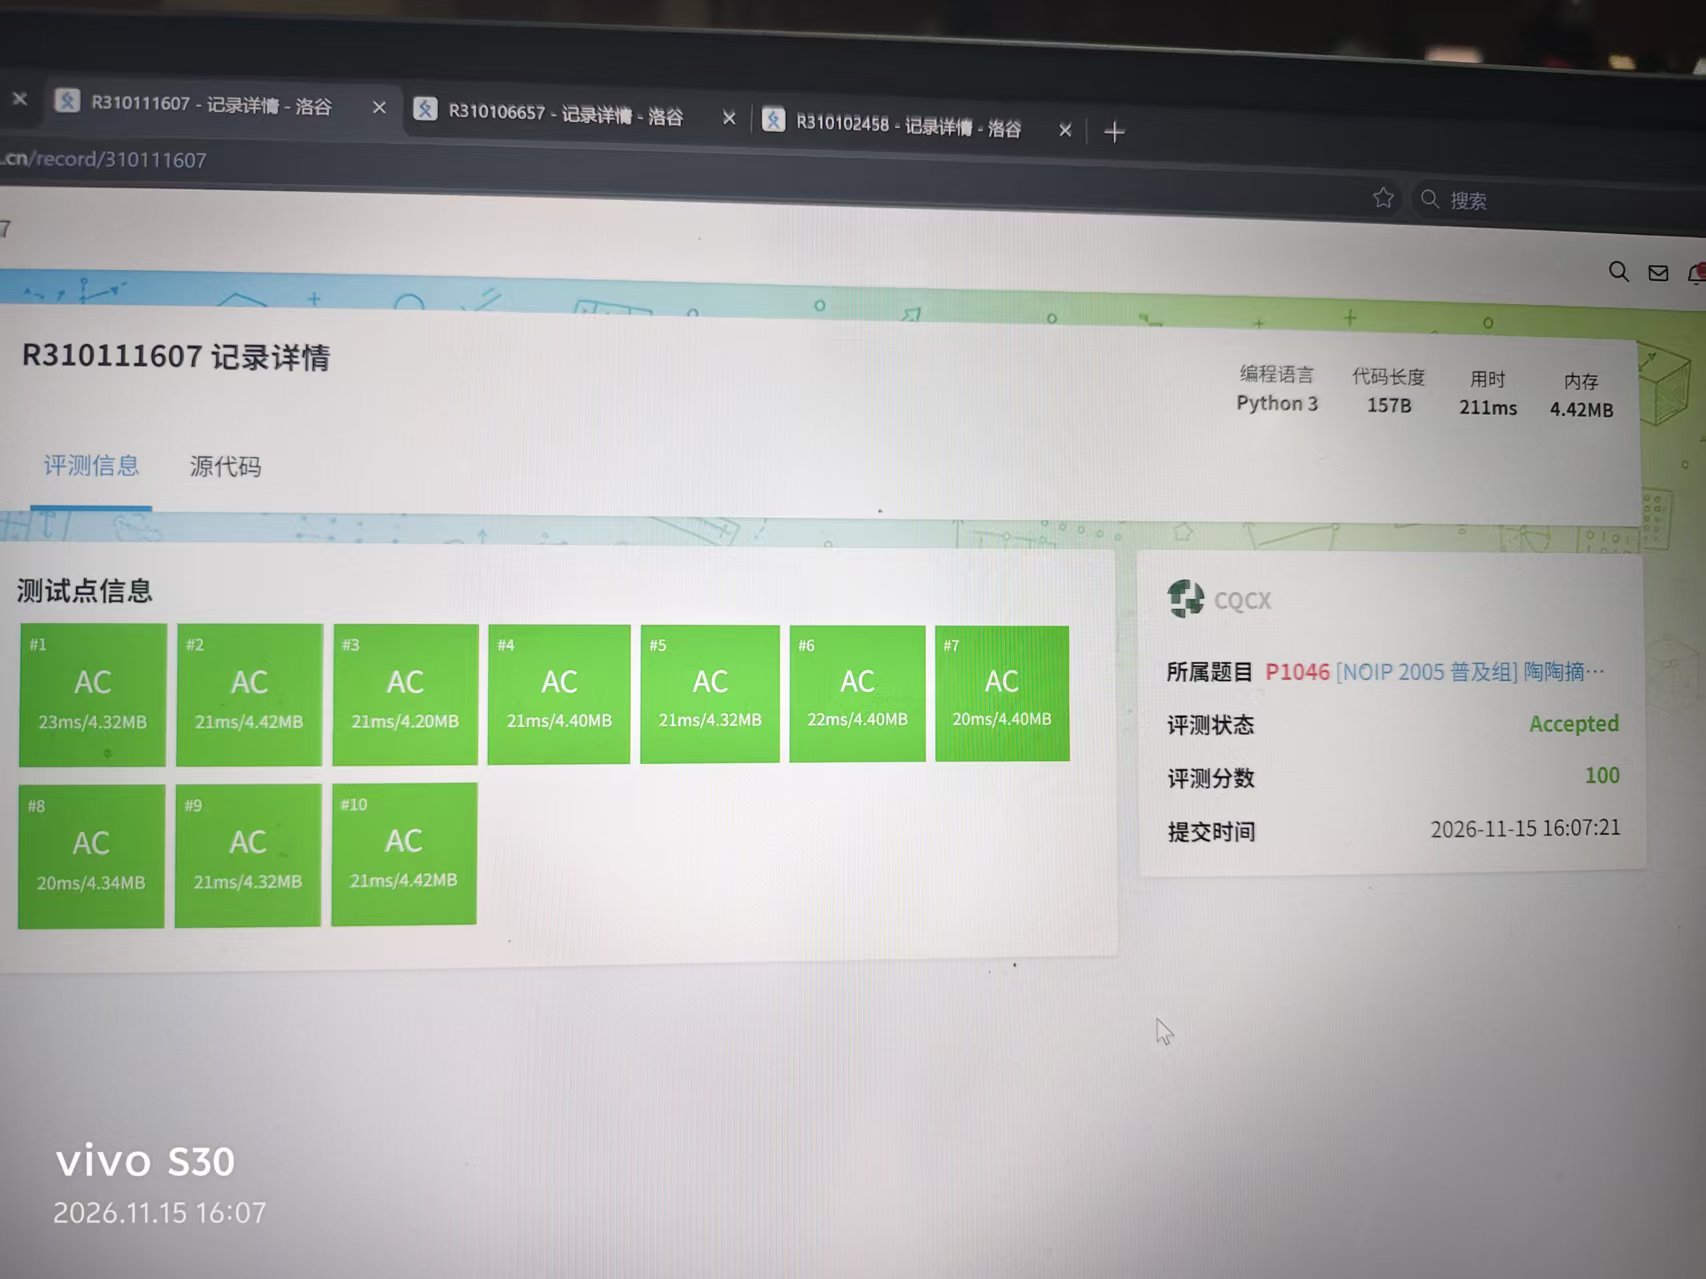 R310111607 - 记录详情 - 洛谷
R310106657 - 记录详情 - 洛谷
R310102458 - 记录详情 - 洛谷
.cn/record/310111607
搜索
7
R310111607 记录详情
编程语言 代码长度 用时 内存
Python 3 157B 211ms 4.42MB
评测信息 源代码
测试点信息
#1
AC
23ms/4.32MB
#2
AC
21ms/4.42MB
#3
AC
21ms/4.20MB
#4
AC
21ms/4.40MB
#5
AC
21ms/4.32MB
#6
AC
22ms/4.40MB
#7
AC
20ms/4.40MB
#8
AC
20ms/4.34MB
#9
AC
21ms/4.32MB
#10
AC
21ms/4.42MB
CQCX
所属题目 P1046 [NOIP 2005 普及组] 陶陶摘…
评测状态 Accepted
评测分数 100
提交时间 2026-11-15 16:07:21
vivo S30
2026.11.15 16:07